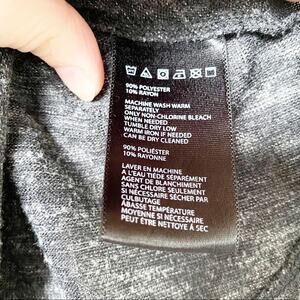 90% POLYESTER
10% RAYON
MACHINE WASH WARM
SEPARATELY
ONLY NON-CHLORINE BLEACH
WHEN NEEDED
TUMBLE DRY LOW
WARM IRON IF NEEDED
CAN BE DRY CLEANED
90% POLIÉSTER
10% RAYONNE
LAVER EN MACHINE
A L'EAU TIÈDE SÉPARÉMENT
AGENT DE BLANCHIMENT
SANS CHLORE SEULEMENT
SI NÉCESSAIRE SÉCHER PAR
CULBUTAGE
ÀBASSE TEMPÉRATURE
MOYENNE SI NÉCESSAIRE
PEUT ÊTRE NETTOYÉ À SEC